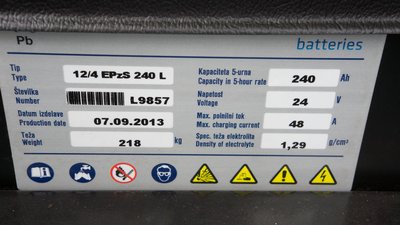 Pb batteries
Tip Type 12/4 EPzS 240 L
Kapaciteta 5-urna Capacity in 5-hour rate 240 Ah
Številka Number L9857
Napetost Voltage 24 V
Datum izdelave Production date 07.09.2013
Max. polnilni tok Max. charging current 48 A
Teža Weight 218 kg
Spec. teža elektrolita Density of electrolyte 1,29 g/cm³